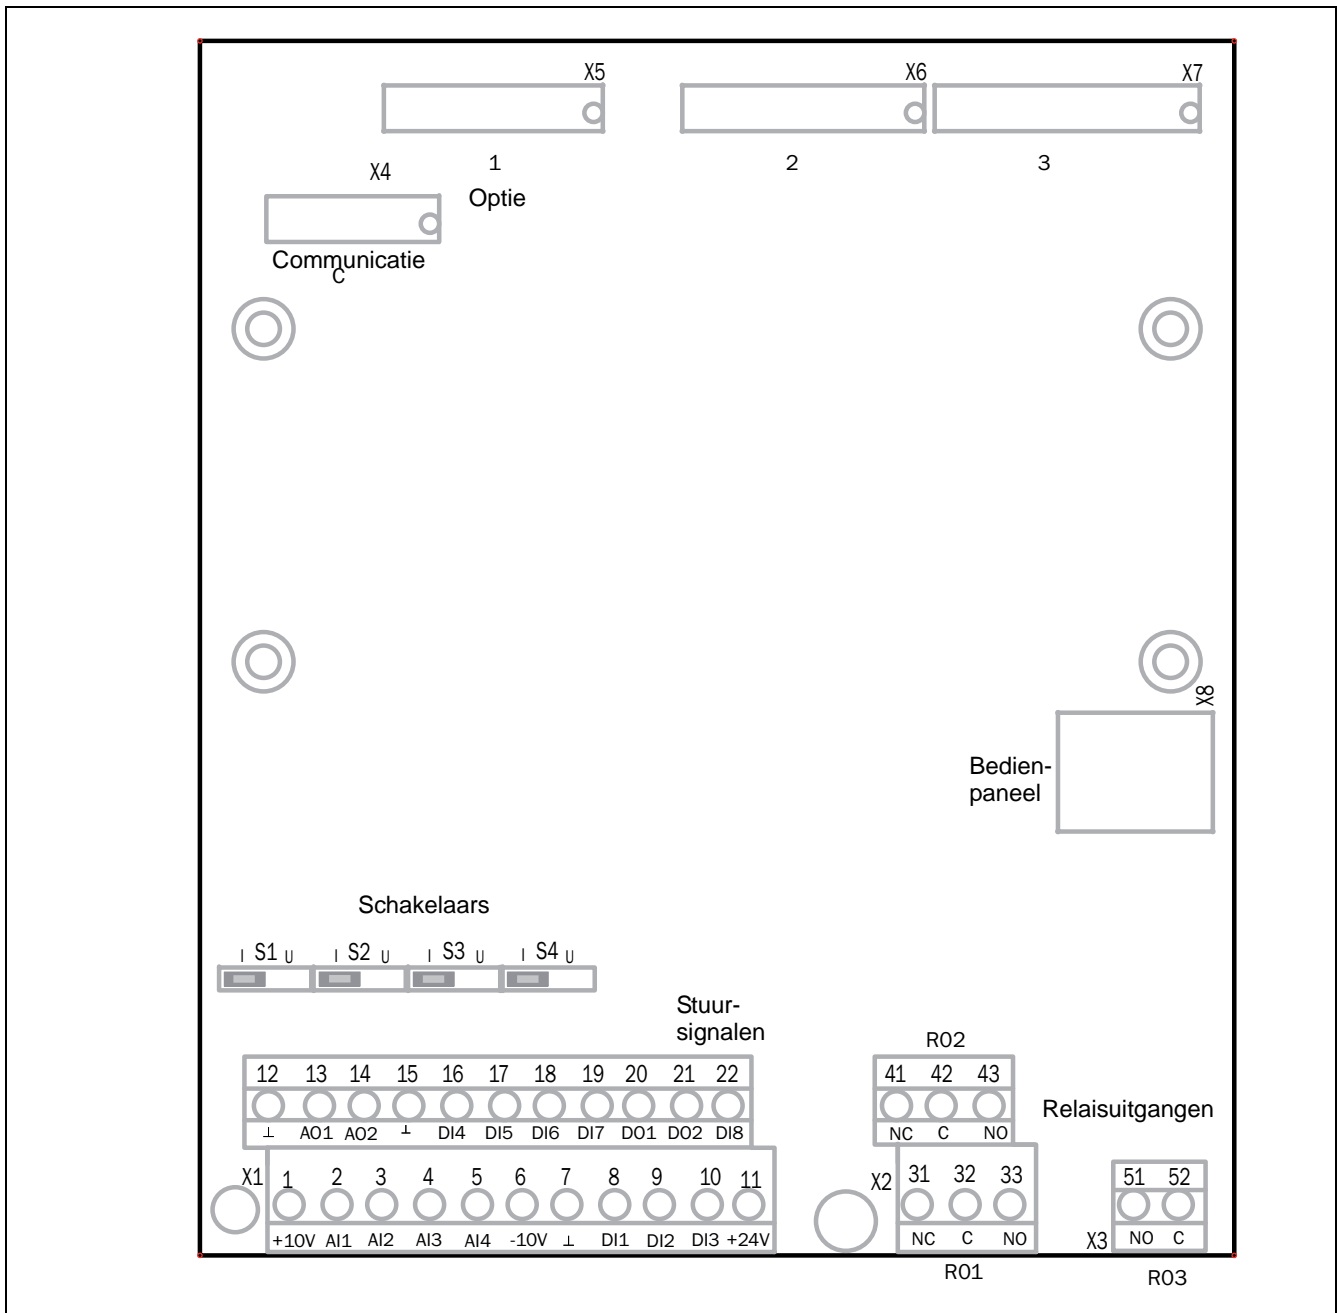 X5 X6 X7
1 2 3
X4
Optie
Communicatie
C
X8
Bedien-
paneel
Schakelaars
I S1 U I S2 U I S3 U I S4 U
Stuur-
signalen
12 13 14 15 16 17 18 19 20 21 22
⊥ AO1 AO2 ⊥ DI4 DI5 DI6 DI7 DO1 DO2 DI8
X1 1 2 3 4 5 6 7 8 9 10 11
+10V AI1 AI2 AI3 AI4 -10V ⊥ DI1 DI2 DI3 +24V
R02
41 42 43
NC C NO
Relaisuitgangen
X2 31 32 33
NC C NO
R01
51 52
X3 NO C
R03